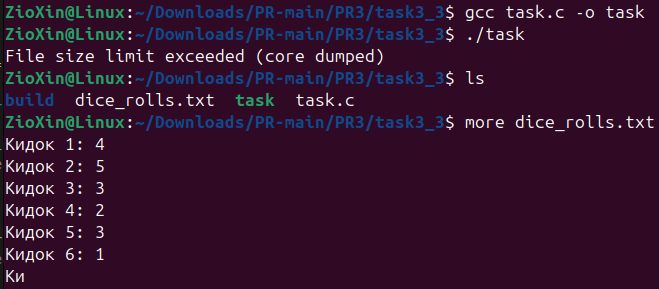 ZioXin@Linux:~/Downloads/PR-main/PR3/task3_3$ gcc task.c -o task
ZioXin@Linux:~/Downloads/PR-main/PR3/task3_3$ ./task
File size limit exceeded (core dumped)
ZioXin@Linux:~/Downloads/PR-main/PR3/task3_3$ ls
build  dice_rolls.txt  task  task.c
ZioXin@Linux:~/Downloads/PR-main/PR3/task3_3$ more dice_rolls.txt
Кидок 1: 4
Кидок 2: 5
Кидок 3: 3
Кидок 4: 2
Кидок 5: 3
Кидок 6: 1
Ки